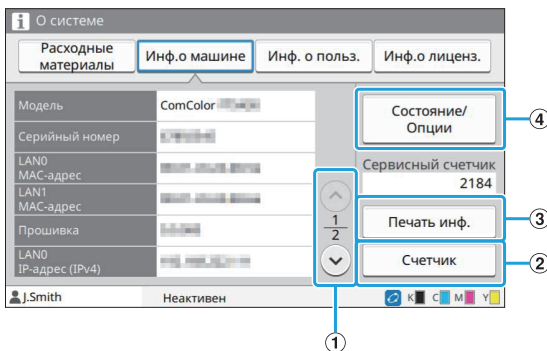 О системе
Расходные
материалы
Инф.о машине
Инф. о польз.
Инф.о лиценз.
Модель
ComColor
Серийный номер
LAN0
MAC-адрес
LAN1
MAC-адрес
Прошивка
LAN0
IP-адрес (IPv4)
1
2
Состояние/
Опции
4
Сервисный счетчик
2184
Печать инф.
3
Счетчик
2
J.Smith
Неактивен
K C M Y
1